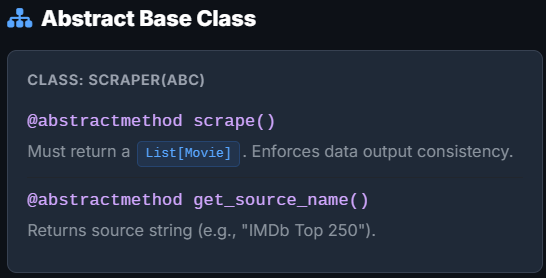 Abstract Base Class
CLASS: SCRAPER(ABC)
@abstractmethod scrape()
Must return a List[Movie] . Enforces data output consistency.
@abstractmethod get_source_name()
Returns source string (e.g., "IMDb Top 250").